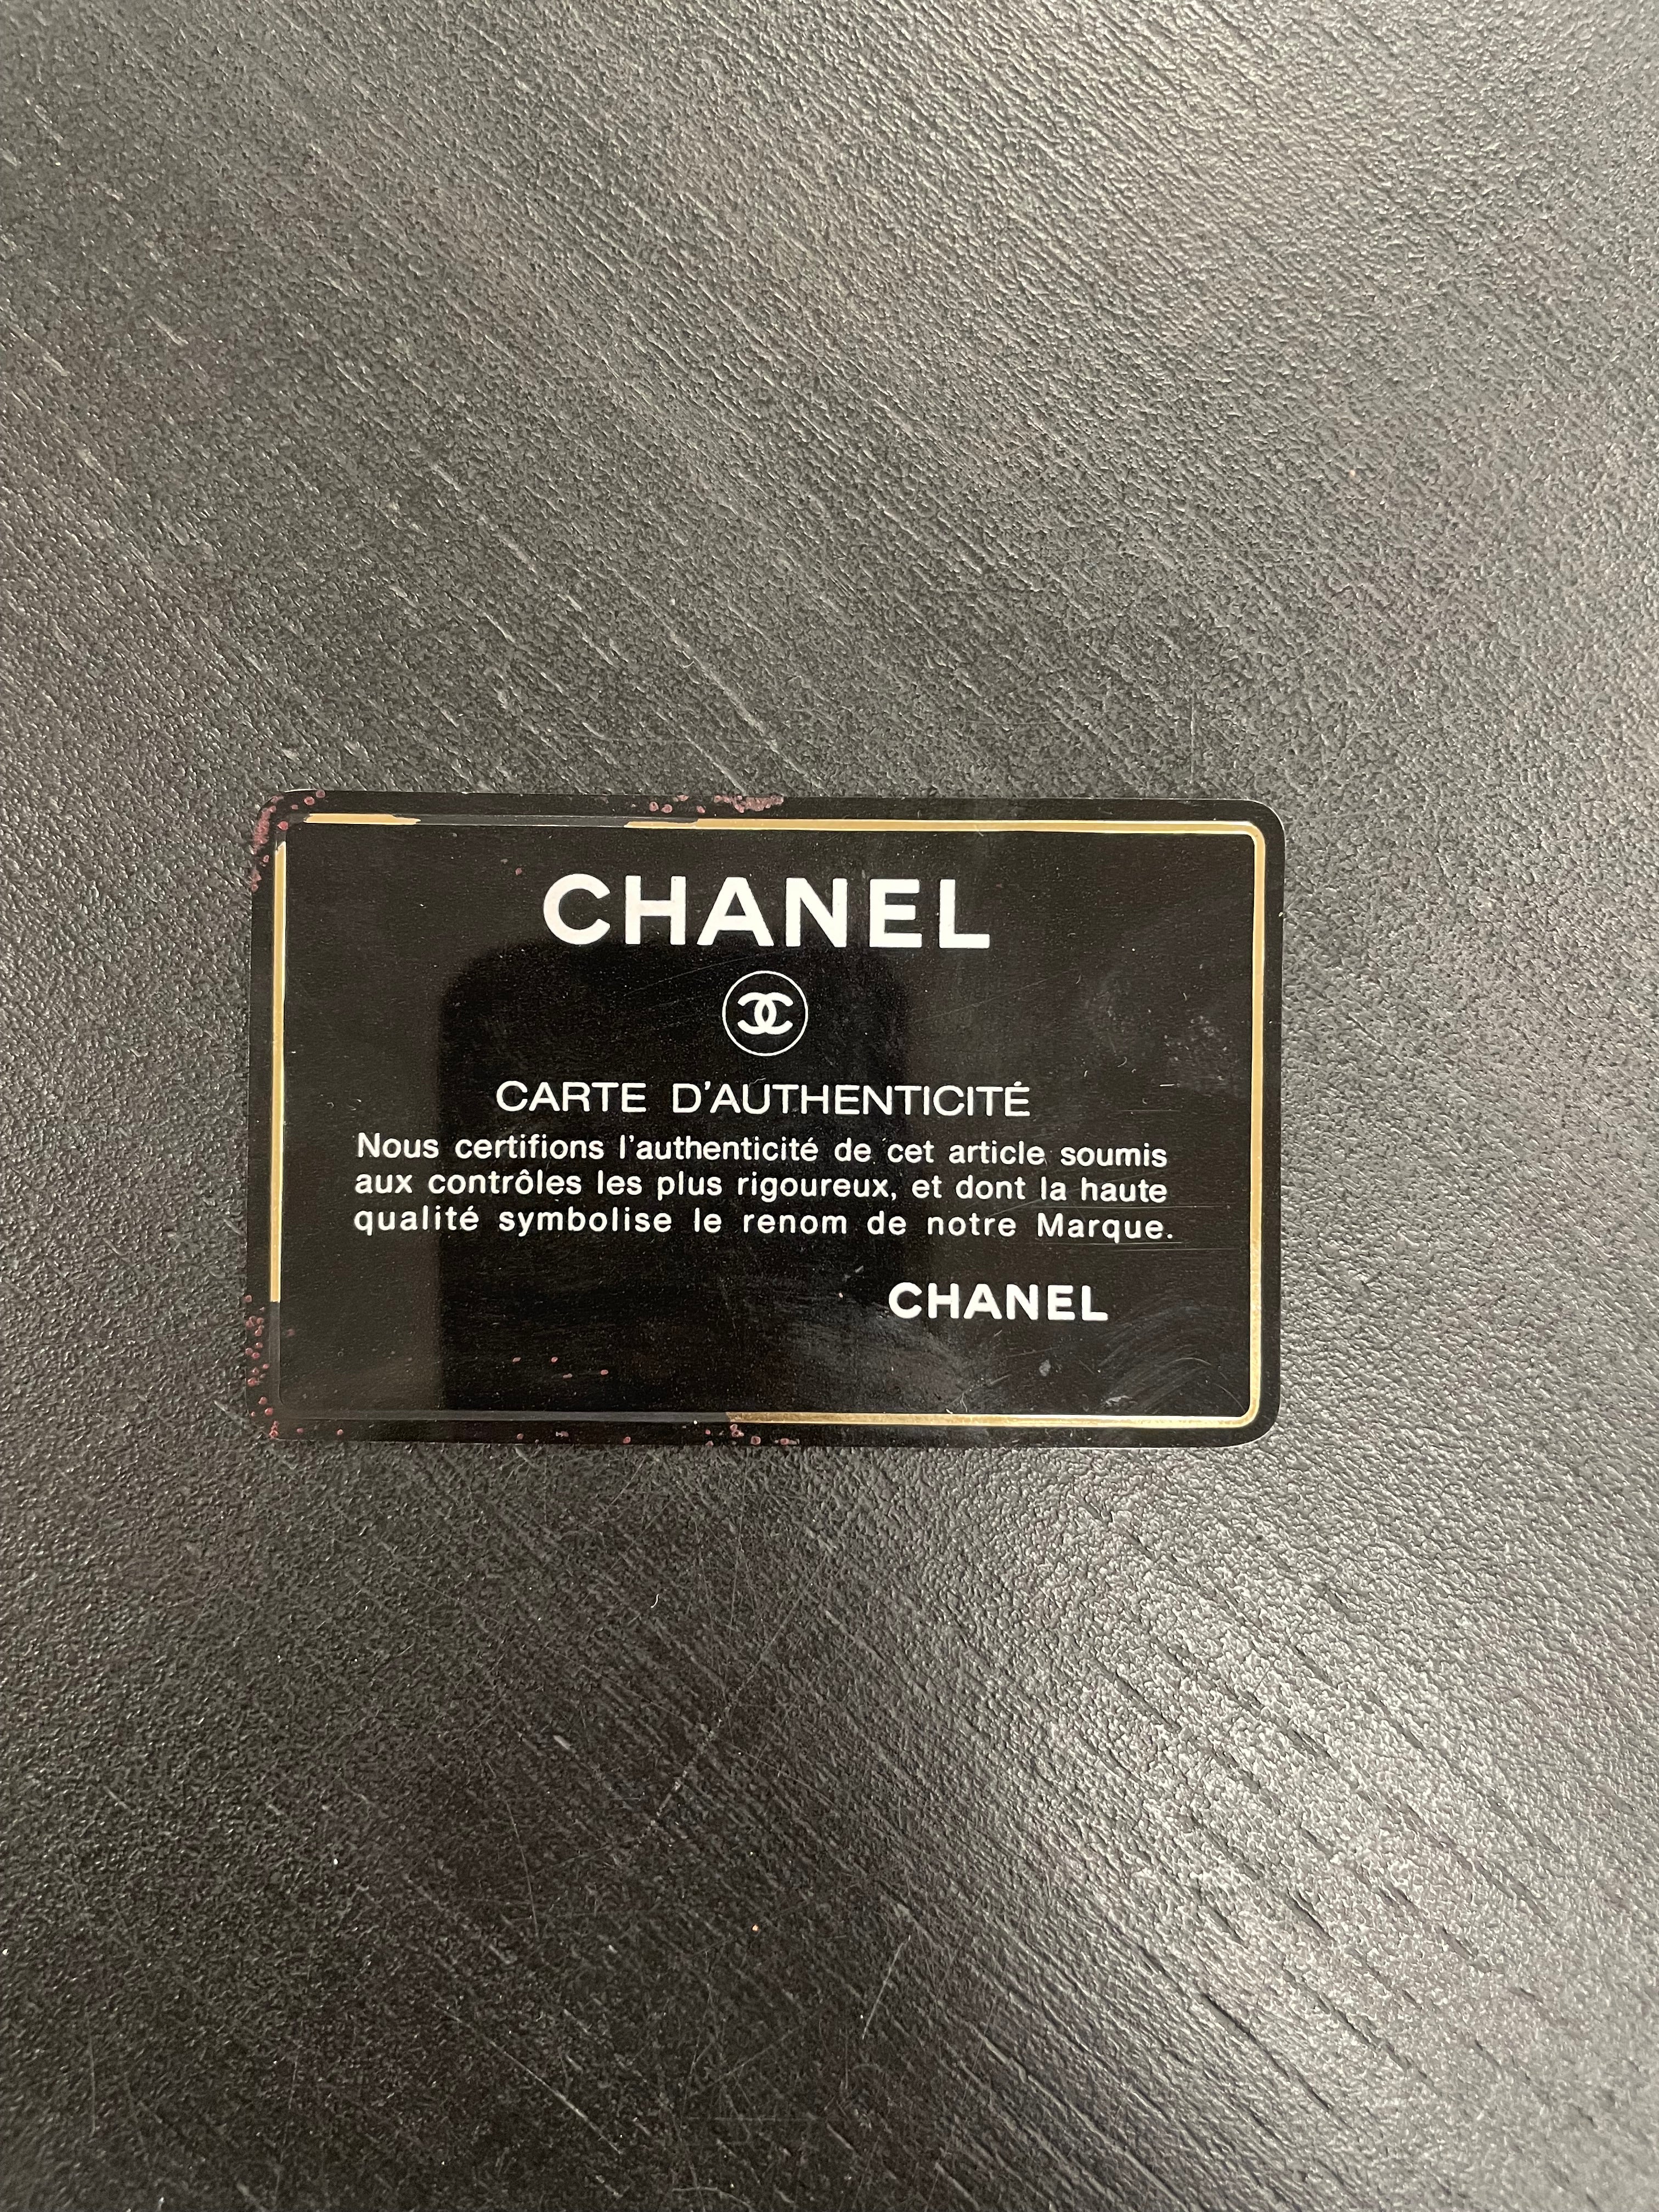 CHANEL
CARTE D'AUTHENTICITÉ
Nous certifions l'authenticité de cet article soumis
aux contrôles les plus rigoureux, et dont la haute
qualité symbolise le renom de notre Marque.
CHANEL